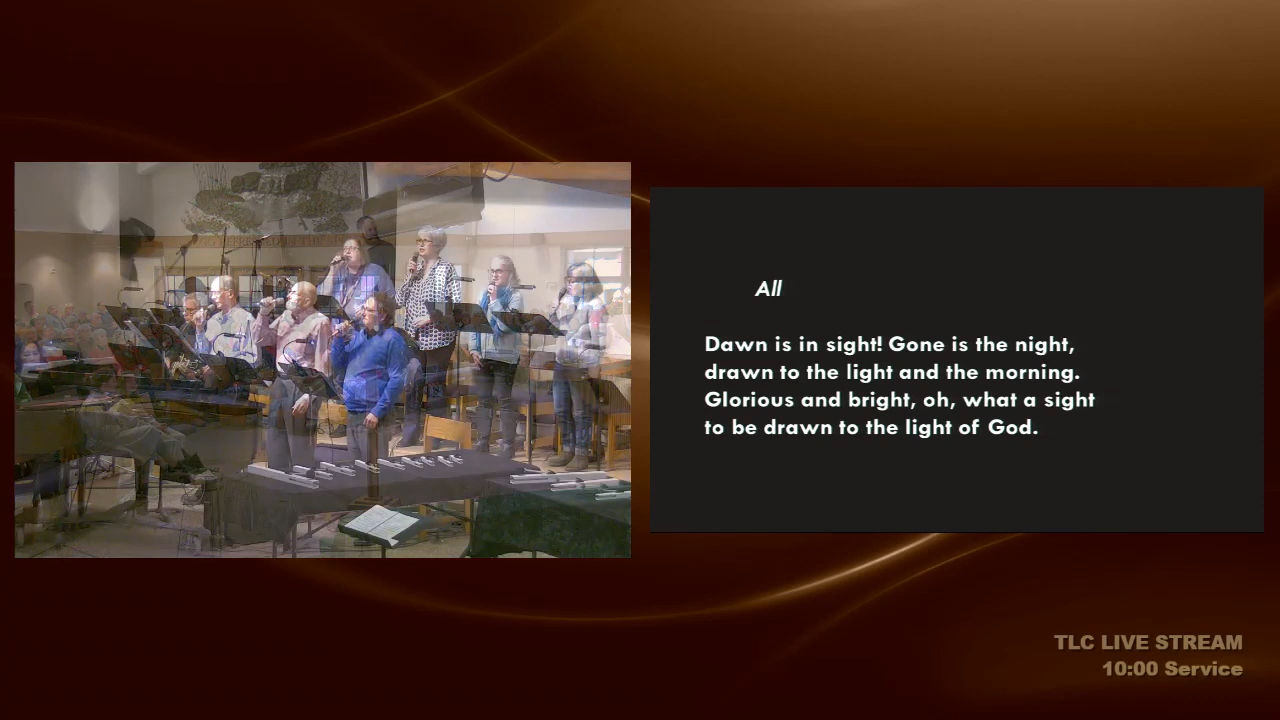 All
Dawn is in sight! Gone is the night,
drawn to the light and the morning.
Glorious and bright, oh, what a sight
to be drawn to the light of God.
TLC LIVE STREAM
10:00 Service